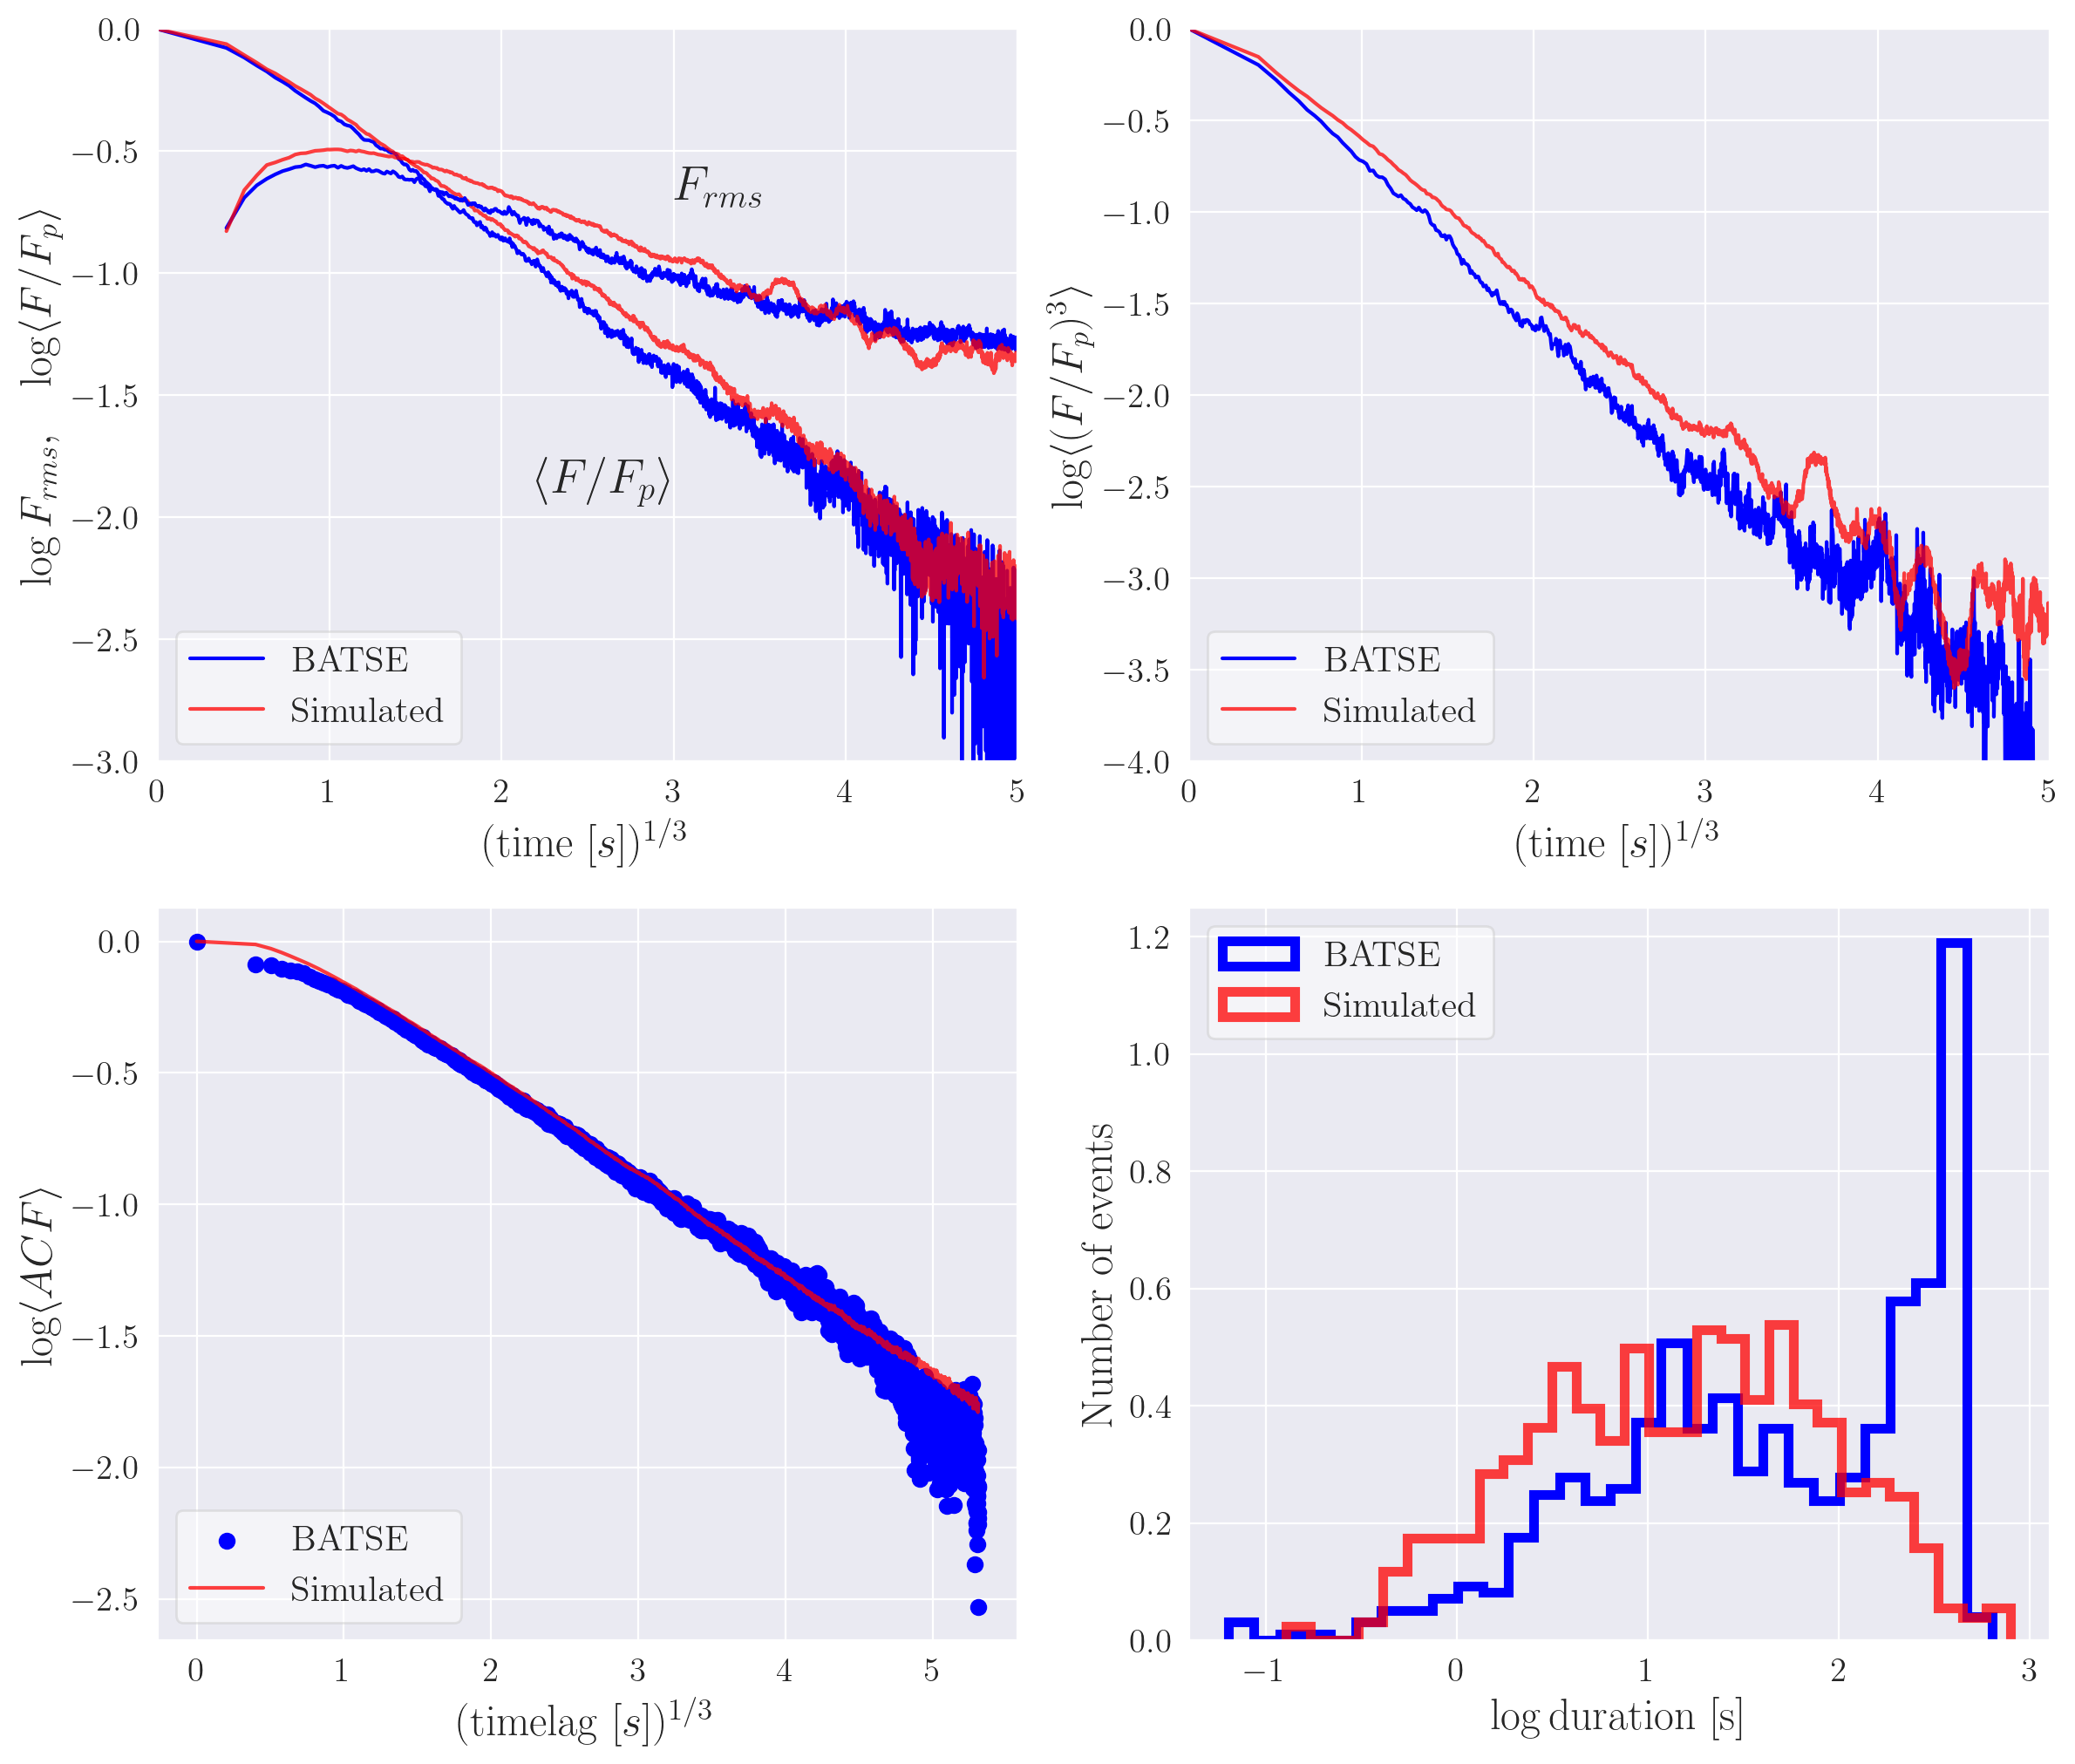 0.0
−0.5
−1.0
−1.5
−2.0
−2.5
−3.0
log F_{rms},   log⟨F/F_p⟩
F_{rms}
⟨F/F_p⟩
BATSE
Simulated
0 1 2 3 4 5
(time [s])^{1/3}
0.0
−0.5
−1.0
−1.5
−2.0
−2.5
−3.0
−3.5
−4.0
log⟨(F/F_p)^3⟩
BATSE
Simulated
0 1 2 3 4 5
(time [s])^{1/3}
0.0
−0.5
−1.0
−1.5
−2.0
−2.5
log⟨ACF⟩
BATSE
Simulated
0 1 2 3 4 5
(timelag [s])^{1/3}
1.2
1.0
0.8
0.6
0.4
0.2
0.0
Number of events
BATSE
Simulated
−1 0 1 2 3
log duration [s]